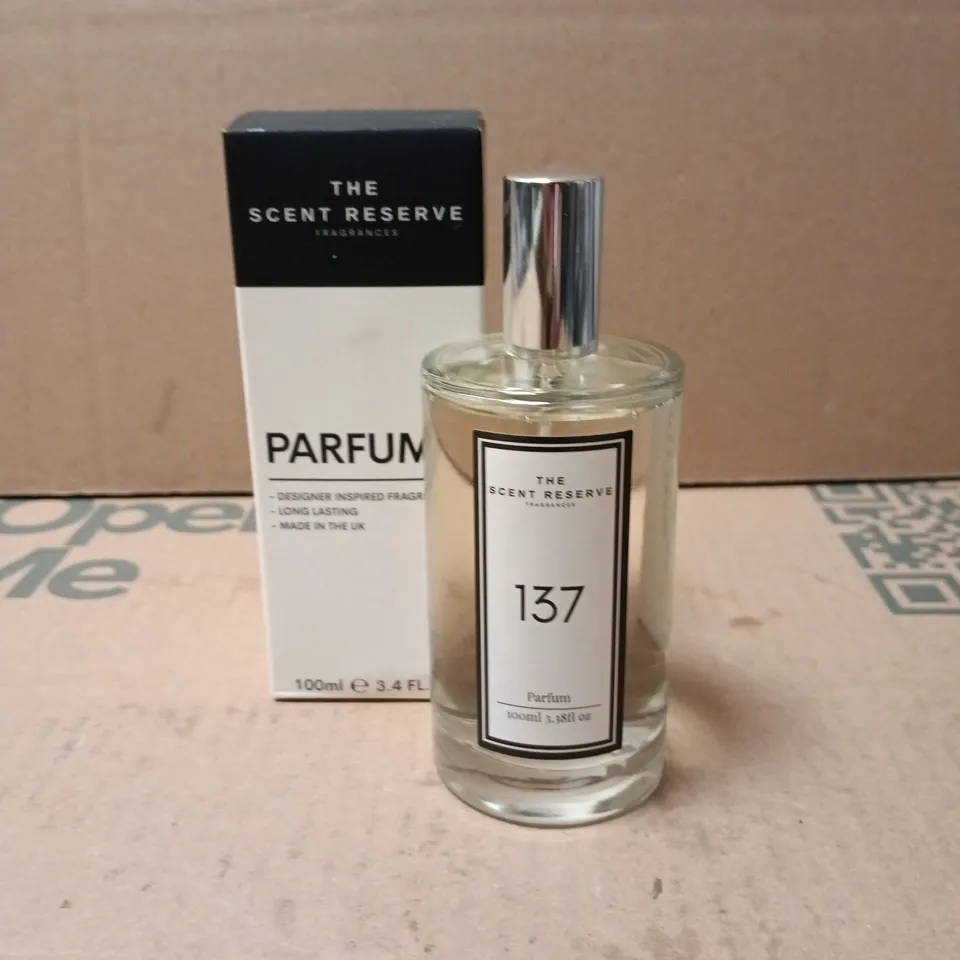 THE
SCENT RESERVE
FRAGRANCES
PARFUM
- DESIGNER INSPIRED FRAGR
- LONG LASTING
- MADE IN THE UK
100ml e 3.4 FL.
THE
SCENT RESERVE
FRAGRANCES
137
Parfum
100ml 3.38fl oz
Open
Me